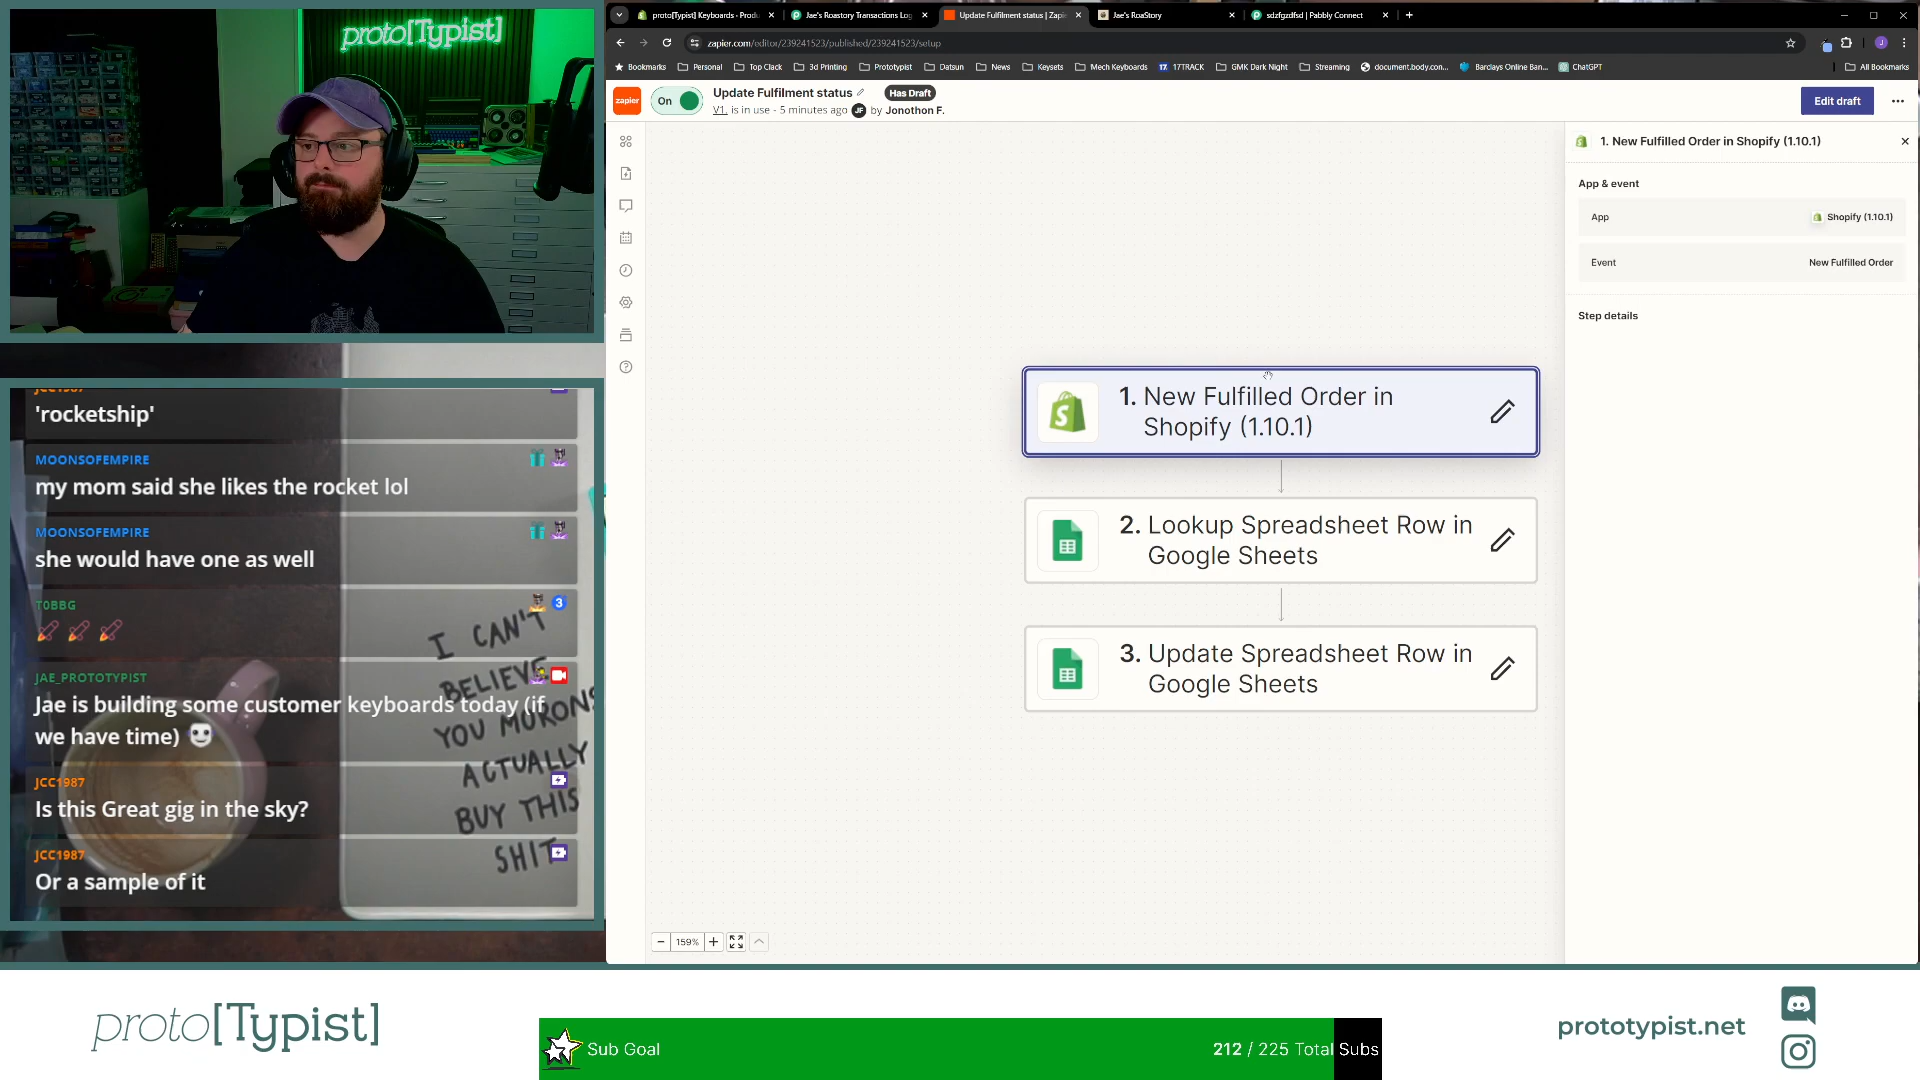 proto[Typist]
JCC1987
'rocketship'
MOONSOFEMPIRE
my mom said she likes the rocket lol
MOONSOFEMPIRE
she would have one as well
T0BBG
3
JAE_PROTOTYPIST
Jae is building some customer keyboards today (if
we have time)
JCC1987
Is this Great gig in the sky?
JCC1987
Or a sample of it
I CAN'T
BELIEVE
YOU MORONS
ACTUALLY
BUY THIS
SHIT
proto[Typist] Keyboards - Produ
Jae's Roastory Transactions Log
Update Fulfilment status | Zapie
Jae's RoaStory
sdzfgzdfsd | Pabbly Connect
zapier.com/editor/239241523/published/239241523/setup
Bookmarks
Personal
Top Clack
3d Printing
Prototypist
Datsun
News
Keysets
Mech Keyboards
17TRACK
GMK Dark Night
Streaming
document.body.con...
Barclays Online Ban...
ChatGPT
All Bookmarks
zapier
On
Update Fulfilment status
Has Draft
V1. is in use - 5 minutes ago JF by Jonothon F.
Edit draft
1. New Fulfilled Order in
Shopify (1.10.1)
2. Lookup Spreadsheet Row in
Google Sheets
3. Update Spreadsheet Row in
Google Sheets
159%
1. New Fulfilled Order in Shopify (1.10.1)
App & event
App
Shopify (1.10.1)
Event
New Fulfilled Order
Step details
proto[Typist]
Sub Goal
212 / 225 Total Subs
prototypist.net